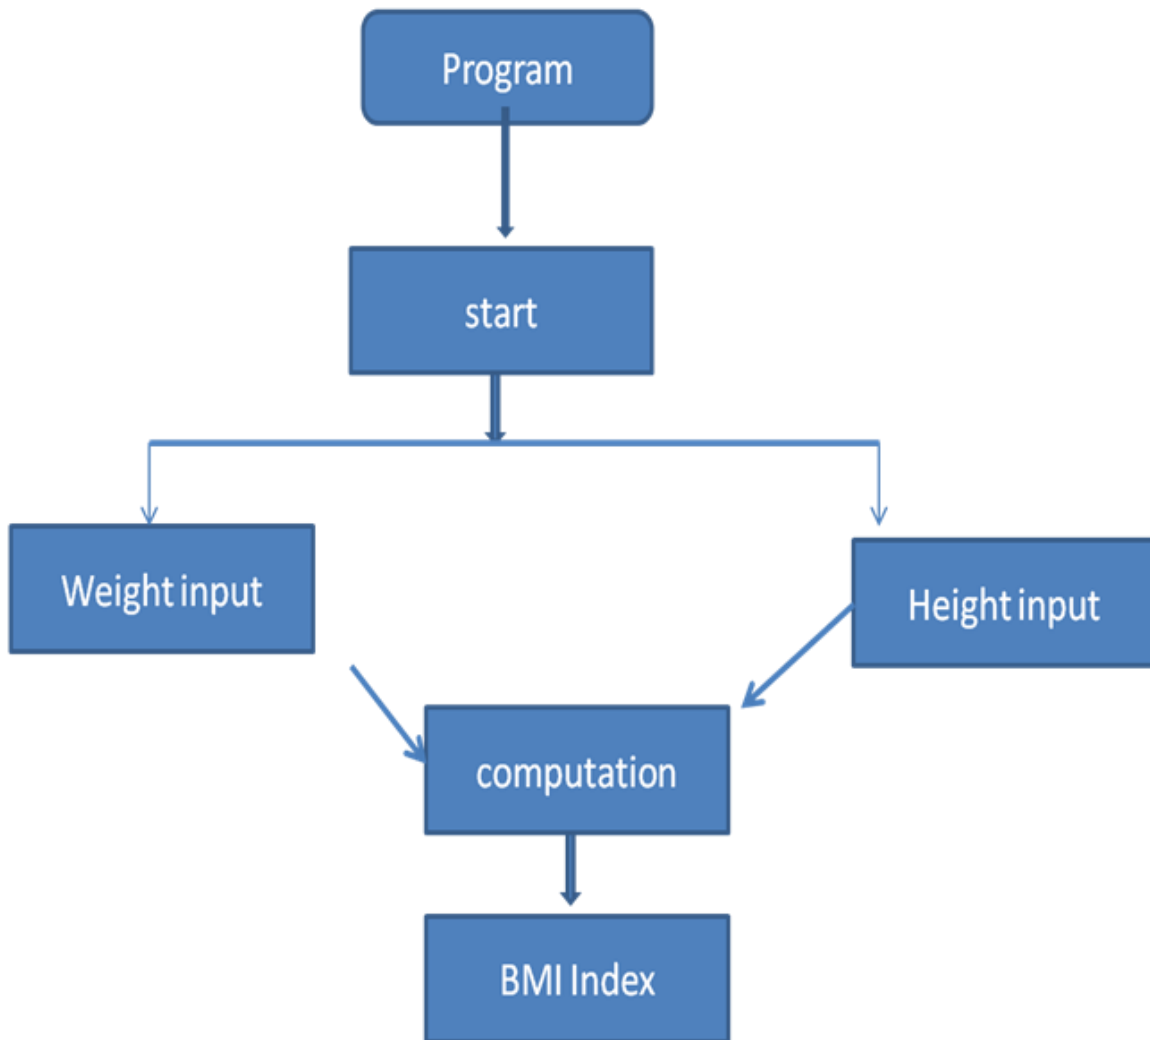 Program
start
Weight input
Height input
computation
BMI Index